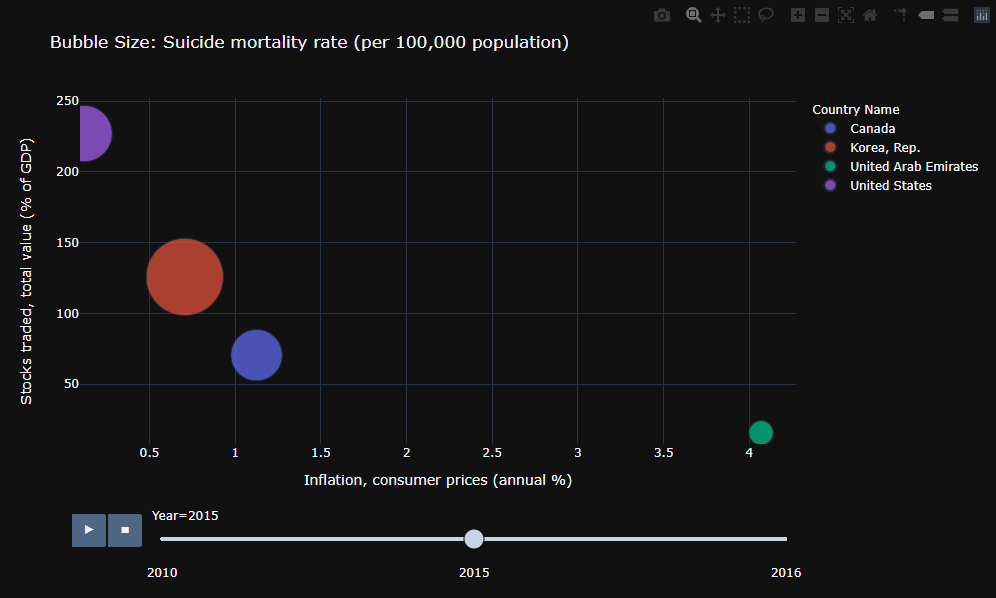 Bubble Size: Suicide mortality rate (per 100,000 population)
250
200
150
100
50
Stocks traded, total value (% of GDP)
0.5 1 1.5 2 2.5 3 3.5 4
Inflation, consumer prices (annual %)
Country Name
Canada
Korea, Rep.
United Arab Emirates
United States
Year=2015
2010 2015 2016